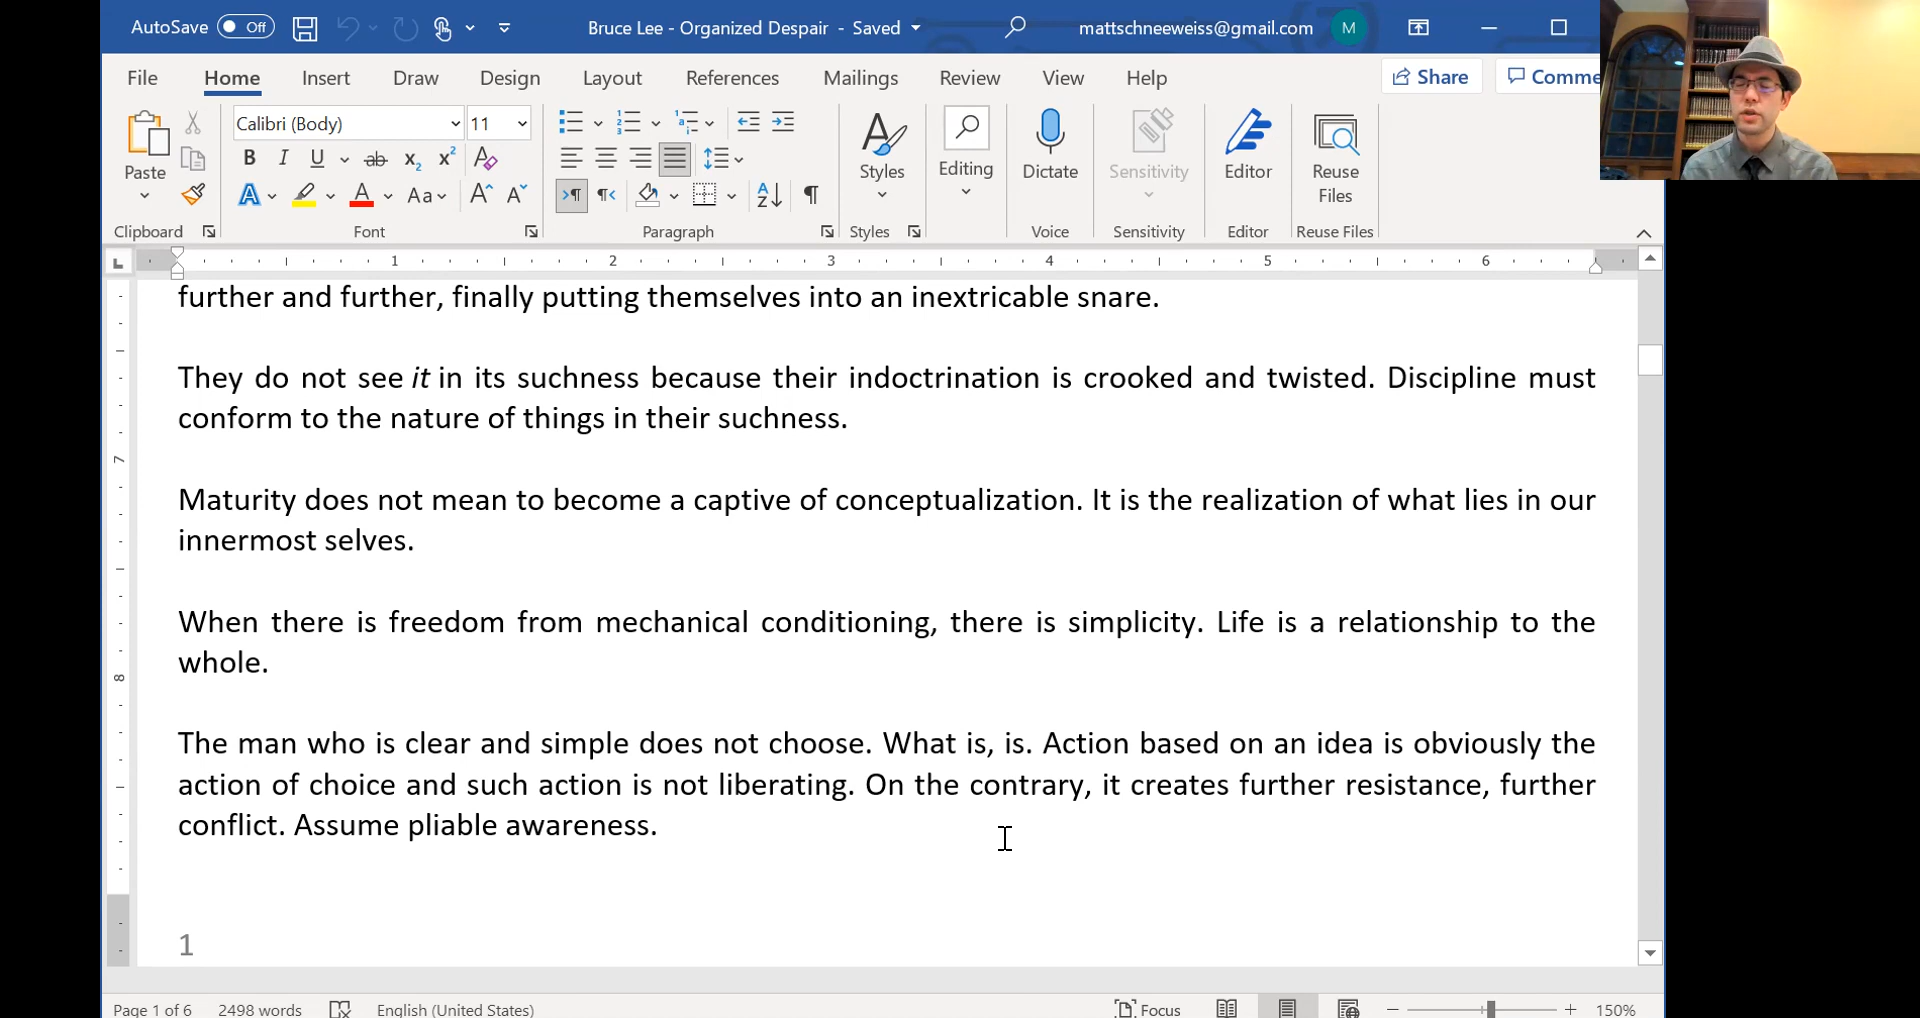 AutoSave Off Bruce Lee - Organized Despair - Saved mattschneeweiss@gmail.com M
File Home Insert Draw Design Layout References Mailings Review View Help Share Comme
Calibri (Body) 11
Paste Styles Editing Dictate Sensitivity Editor Reuse Files
Clipboard Font Paragraph Styles Voice Sensitivity Editor Reuse Files
1 2 3 4 5 6
further and further, finally putting themselves into an inextricable snare.
They do not see it in its suchness because their indoctrination is crooked and twisted. Discipline must
conform to the nature of things in their suchness.
7
Maturity does not mean to become a captive of conceptualization. It is the realization of what lies in our
innermost selves.
When there is freedom from mechanical conditioning, there is simplicity. Life is a relationship to the
whole.
8
The man who is clear and simple does not choose. What is, is. Action based on an idea is obviously the
action of choice and such action is not liberating. On the contrary, it creates further resistance, further
conflict. Assume pliable awareness.
1
Page 1 of 6 2498 words English (United States) Focus 150%